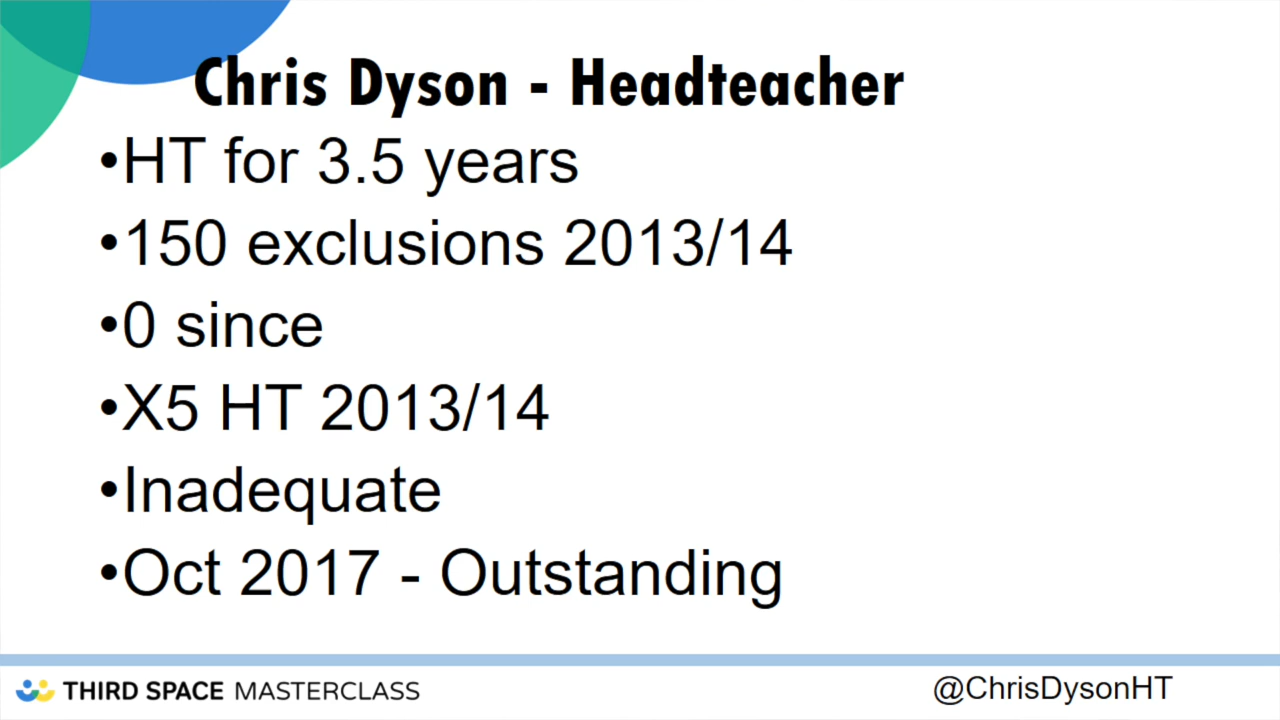 Chris Dyson - Headteacher
•HT for 3.5 years
•150 exclusions 2013/14
•0 since
•X5 HT 2013/14
•Inadequate
•Oct 2017 - Outstanding
THIRD SPACE MASTERCLASS
@ChrisDysonHT